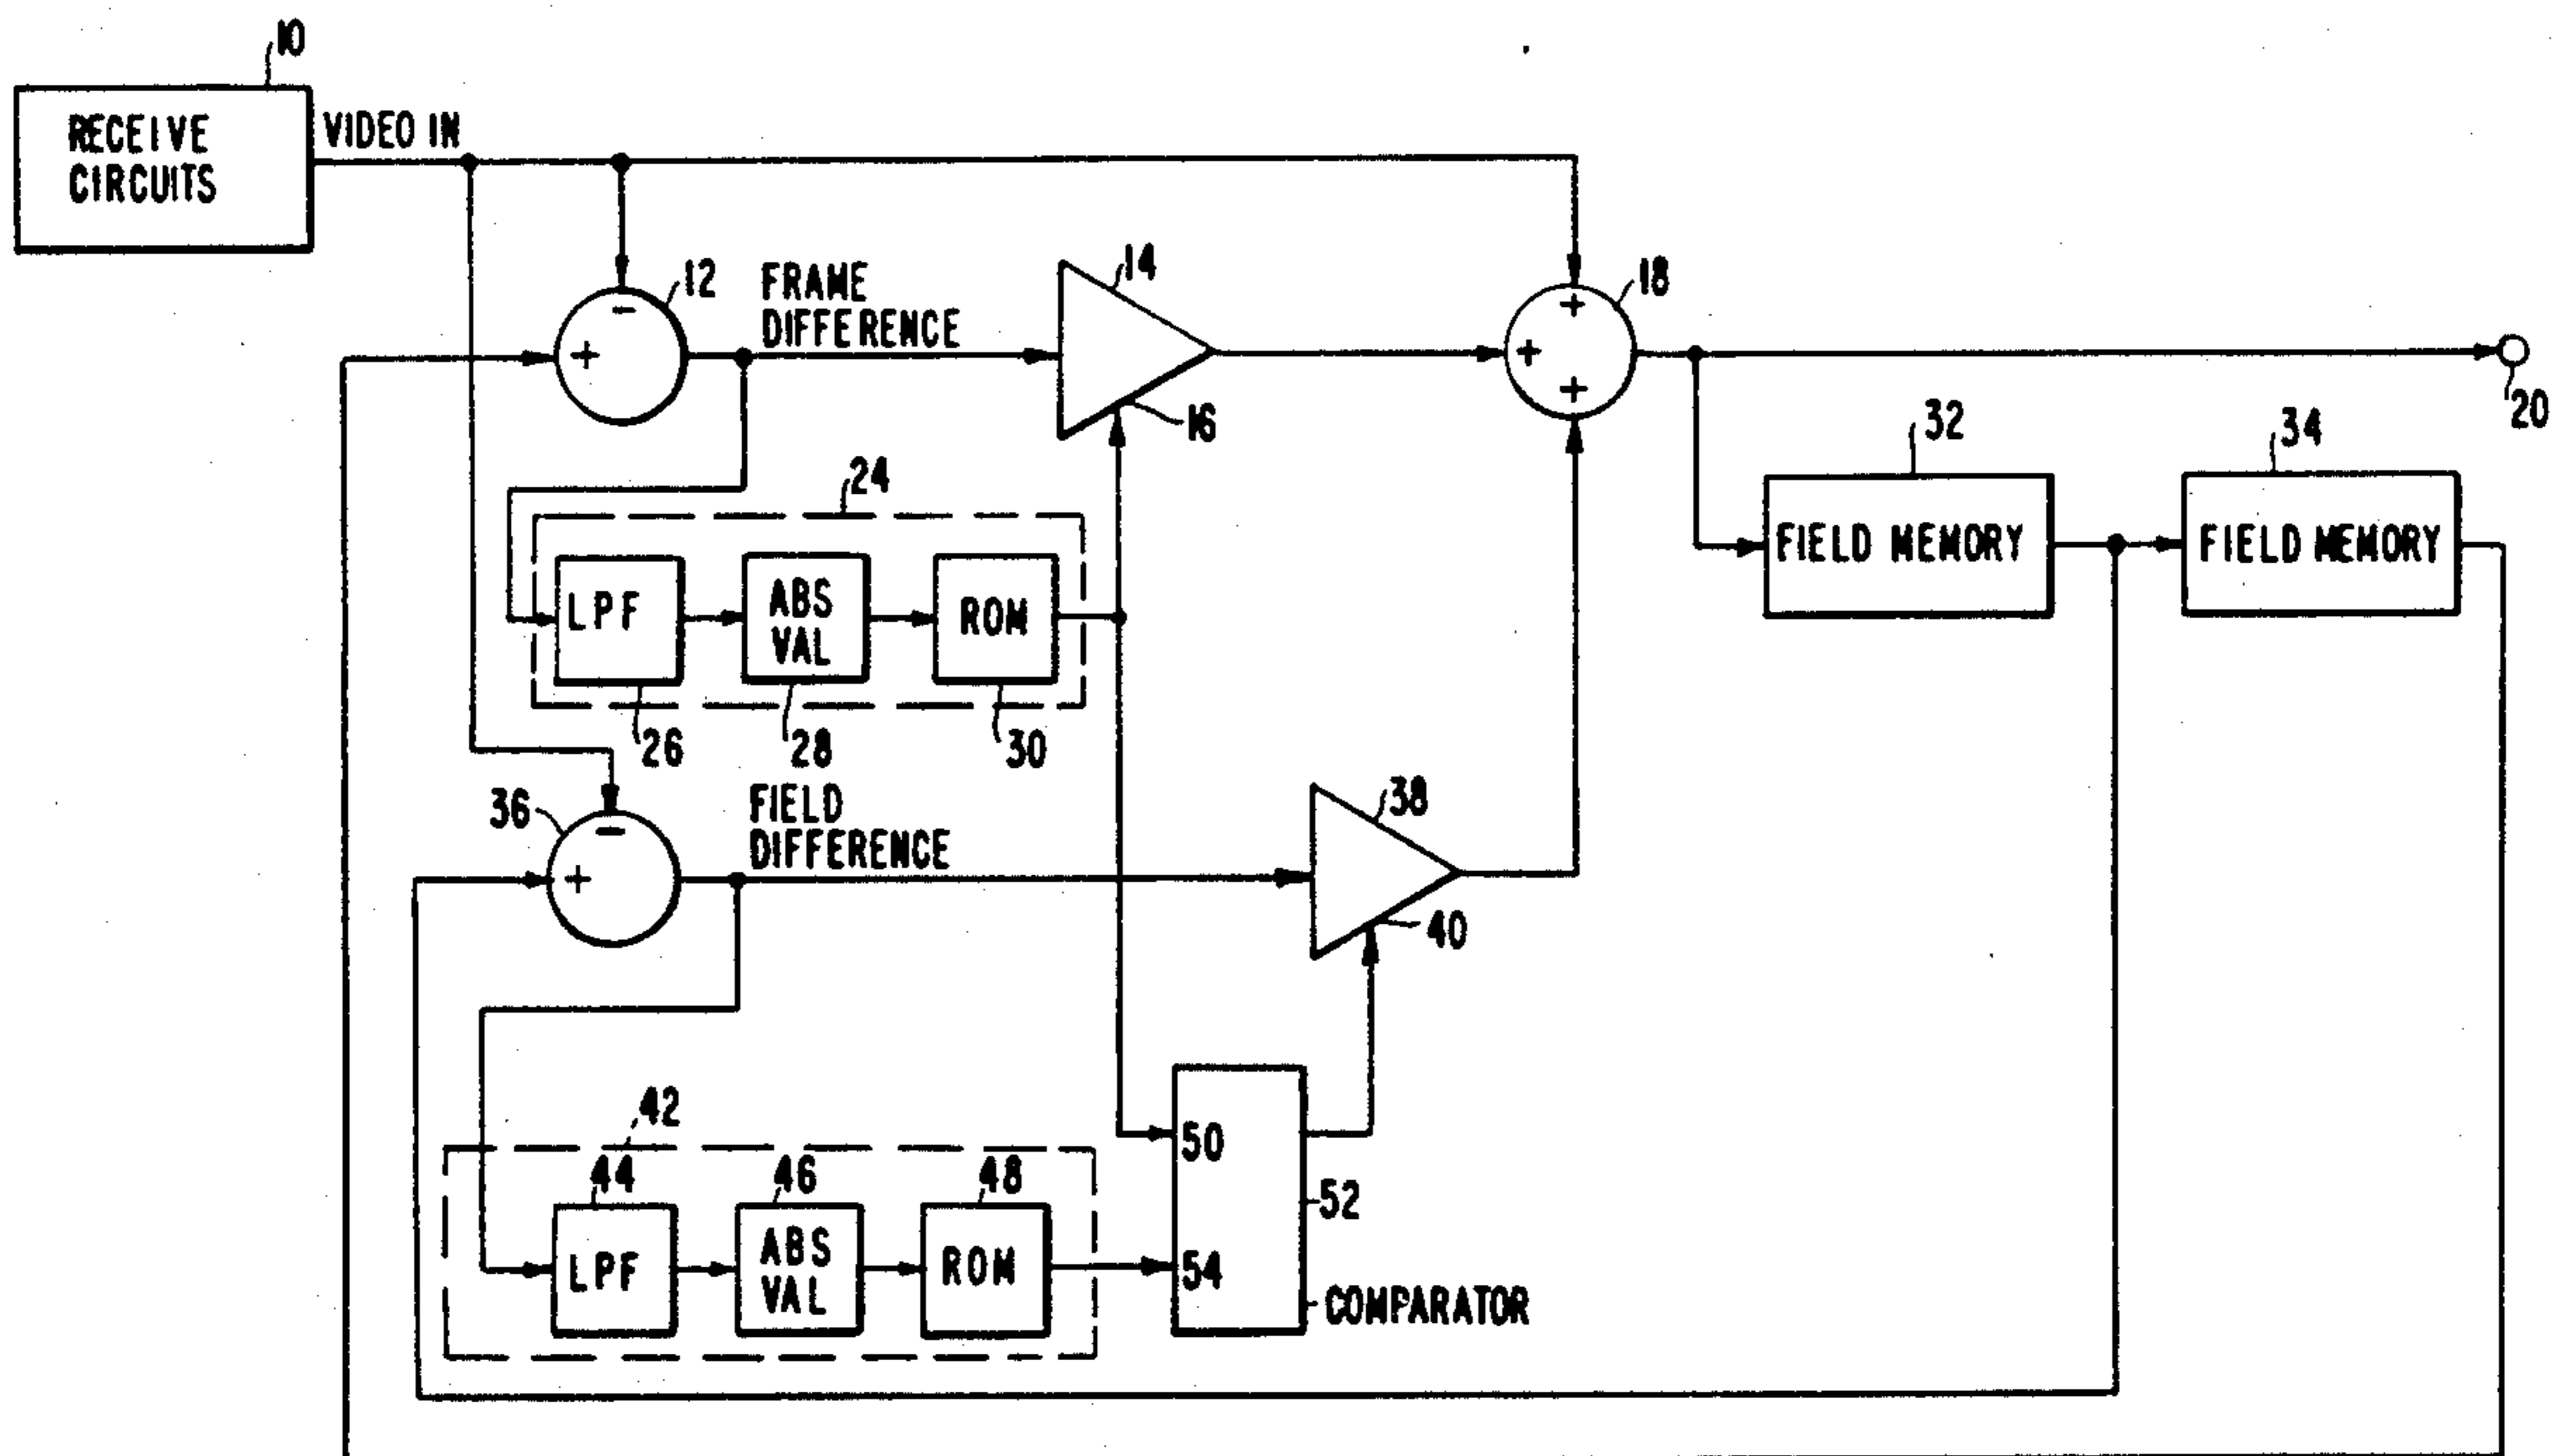 10
RECEIVE
CIRCUITS
VIDEO IN
12
-
+
FRAME
DIFFERENCE
14
16
18
+
+
+
20
24
LPF
ABS
VAL
ROM
26
28
30
32
FIELD MEMORY
34
FIELD MEMORY
36
-
+
FIELD
DIFFERENCE
38
40
42
44
LPF
46
ABS
VAL
48
ROM
50
54
52
COMPARATOR